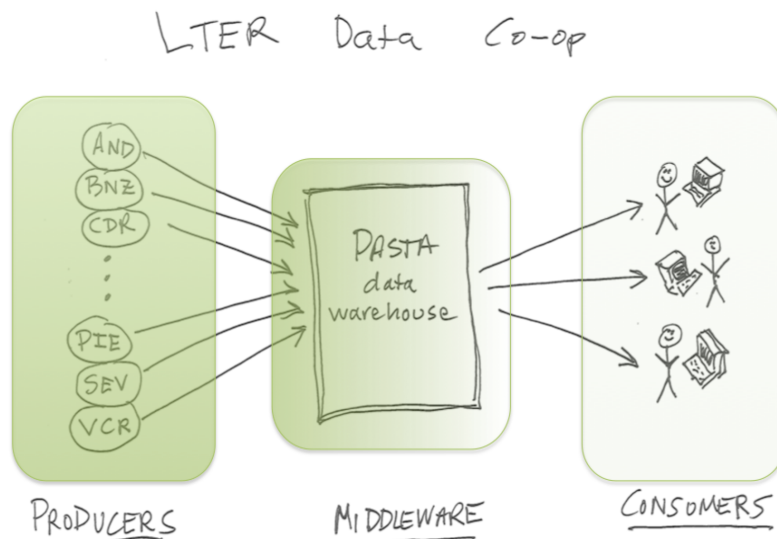 LTER Data Co-op
AND
BNZ
CDR
PIE
SEV
VCR
PASTA
data
warehouse
PRODUCERS
MIDDLEWARE
CONSUMERS